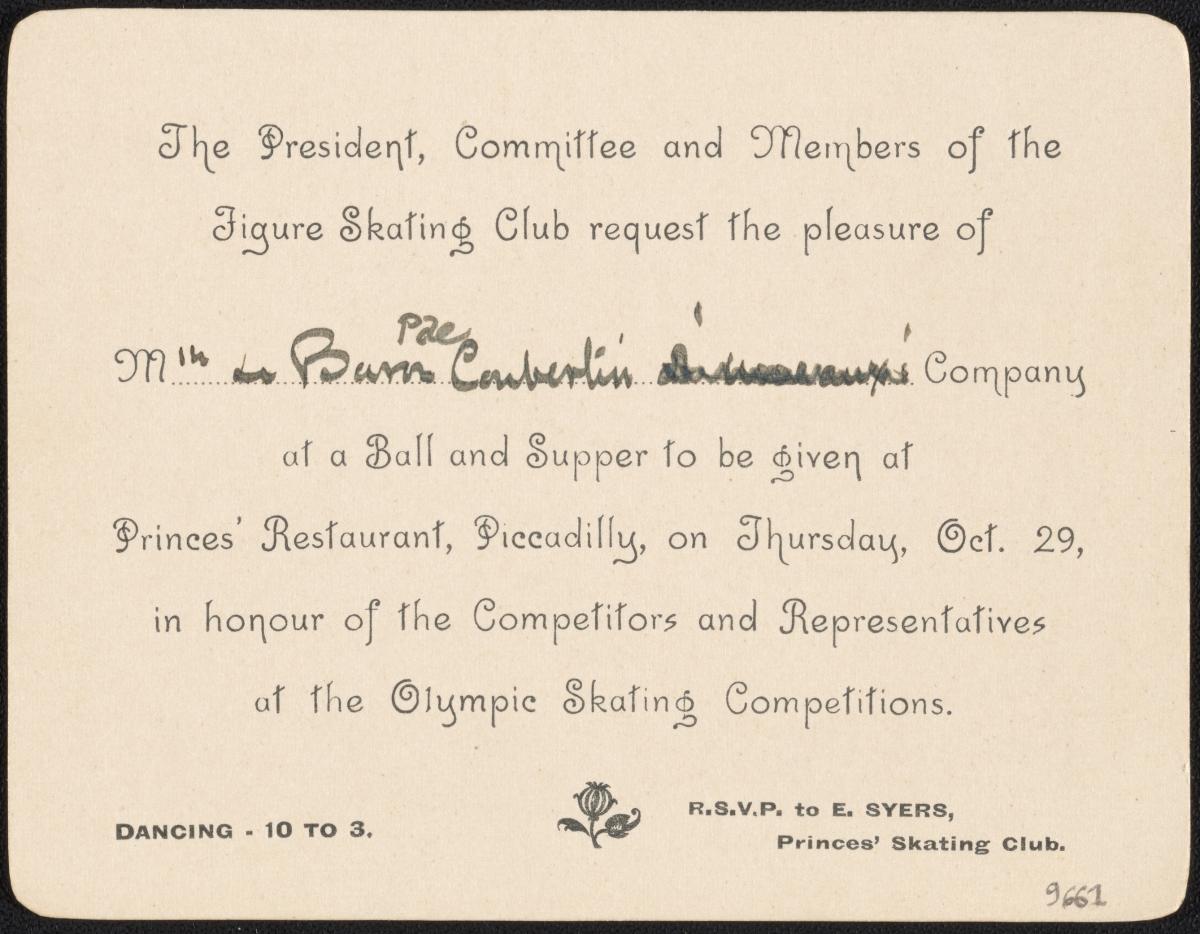 The President, Committee and Members of the
Figure Skating Club request the pleasure of
M Baron P de Coubertin Company
at a Ball and Supper to be given at
Princes' Restaurant, Piccadilly, on Thursday, Oct. 29,
in honour of the Competitors and Representatives
at the Olympic Skating Competitions.
DANCING - 10 TO 3.
R.S.V.P. to E. SYERS,
Princes' Skating Club.
9661